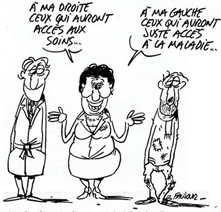 À MA DROITE
CEUX QUI AURONT
ACCÈS AUX
SOINS...
À MA GAUCHE
CEUX QUI AURONT
JUSTE ACCÈS
À LA MALADIE...